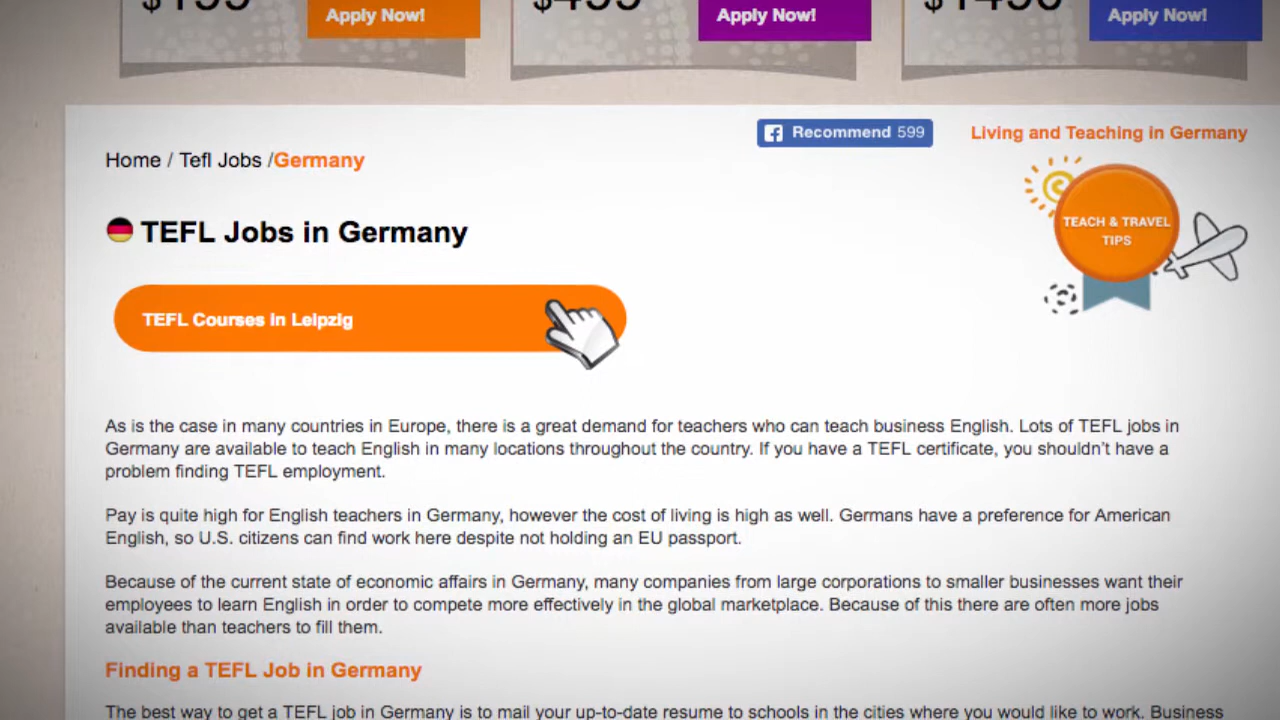 Apply Now!
Apply Now!
Apply Now!
Recommend 599
Living and Teaching in Germany
Home / Tefl Jobs /Germany
TEACH & TRAVEL
TIPS
TEFL Jobs in Germany
TEFL Courses in Leipzig
As is the case in many countries in Europe, there is a great demand for teachers who can teach business English. Lots of TEFL jobs in
Germany are available to teach English in many locations throughout the country. If you have a TEFL certificate, you shouldn't have a
problem finding TEFL employment.
Pay is quite high for English teachers in Germany, however the cost of living is high as well. Germans have a preference for American
English, so U.S. citizens can find work here despite not holding an EU passport.
Because of the current state of economic affairs in Germany, many companies from large corporations to smaller businesses want their
employees to learn English in order to compete more effectively in the global marketplace. Because of this there are often more jobs
available than teachers to fill them.
Finding a TEFL Job in Germany
The best way to get a TEFL job in Germany is to mail your up-to-date resume to schools in the cities where you would like to work. Business